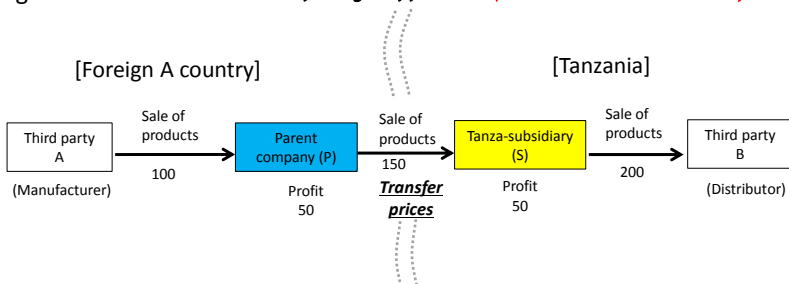 [Foreign A country]
[Tanzania]
Sale of
products
Sale of
products
Sale of
products
Third party
A
Parent
company (P)
Tanza-subsidiary
(S)
Third party
B
100
150
200
(Manufacturer)
Profit
50
Transfer
prices
Profit
50
(Distributor)